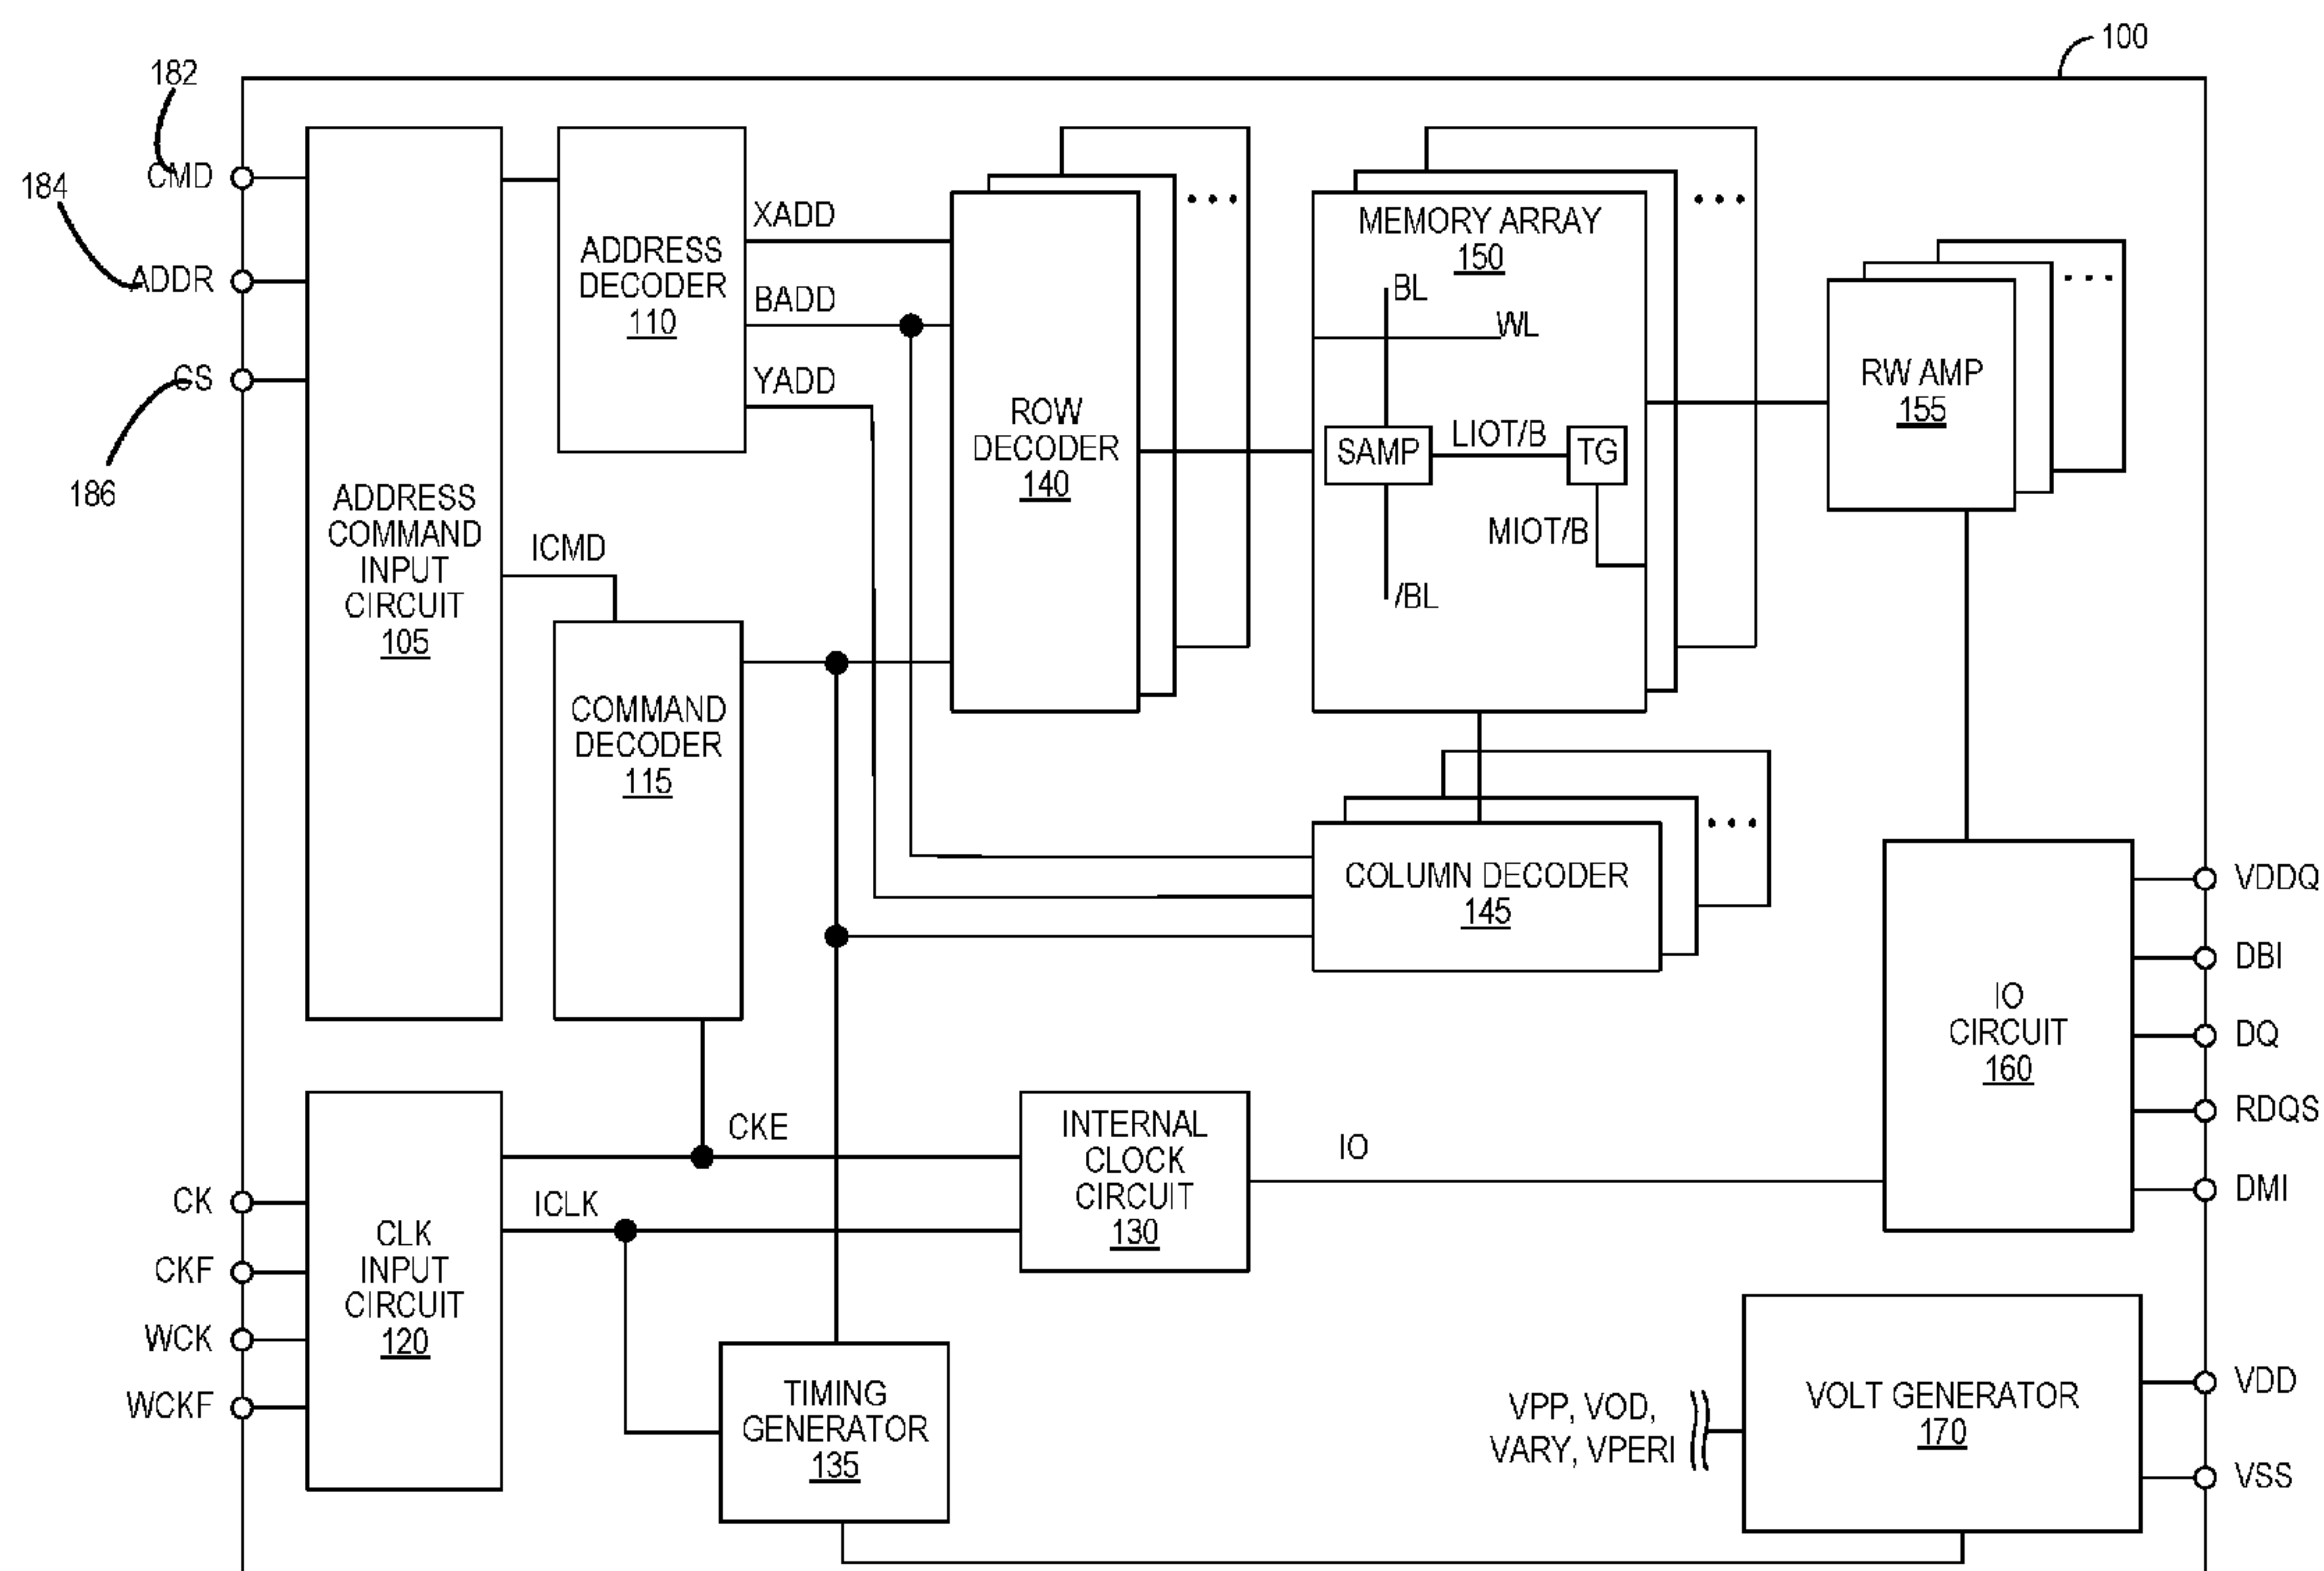 100
182
CMD
184
ADDR
CS
186
ADDRESS
COMMAND
INPUT
CIRCUIT
105
ADDRESS
DECODER
110
XADD
BADD
YADD
ICMD
COMMAND
DECODER
115
ROW
DECODER
140
...
MEMORY ARRAY
150
BL
WL
SAMP
LIOT/B
TG
MIOT/B
/BL
...
RW AMP
155
...
COLUMN DECODER
145
...
IO
CIRCUIT
160
VDDQ
DBI
DQ
RDQS
DMI
CK
CKF
WCK
WCKF
CLK
INPUT
CIRCUIT
120
CKE
ICLK
INTERNAL
CLOCK
CIRCUIT
130
IO
TIMING
GENERATOR
135
VPP, VOD,
VARY, VPERI
VOLT GENERATOR
170
VDD
VSS